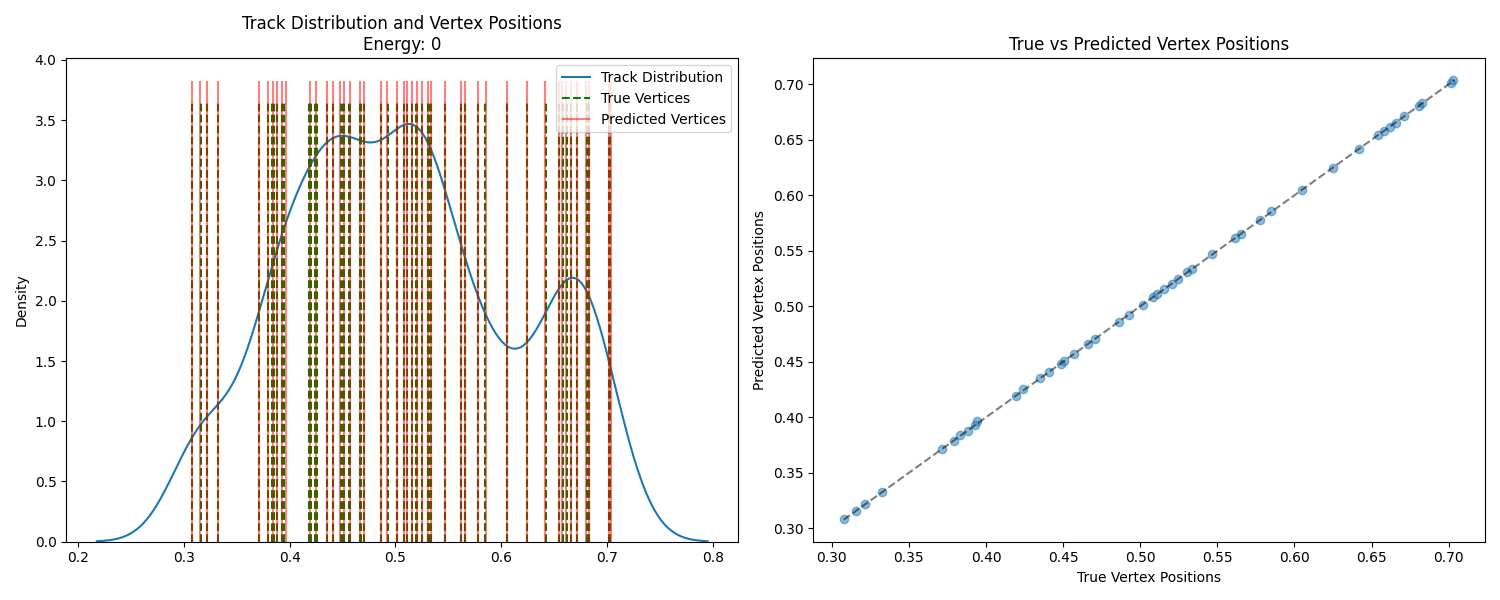 Track Distribution and Vertex Positions
Energy: 0
Track Distribution
True Vertices
Predicted Vertices
Density
4.0
3.5
3.0
2.5
2.0
1.5
1.0
0.5
0.0
0.2 0.3 0.4 0.5 0.6 0.7 0.8
True vs Predicted Vertex Positions
Predicted Vertex Positions
0.70
0.65
0.60
0.55
0.50
0.45
0.40
0.35
0.30
0.30 0.35 0.40 0.45 0.50 0.55 0.60 0.65 0.70
True Vertex Positions